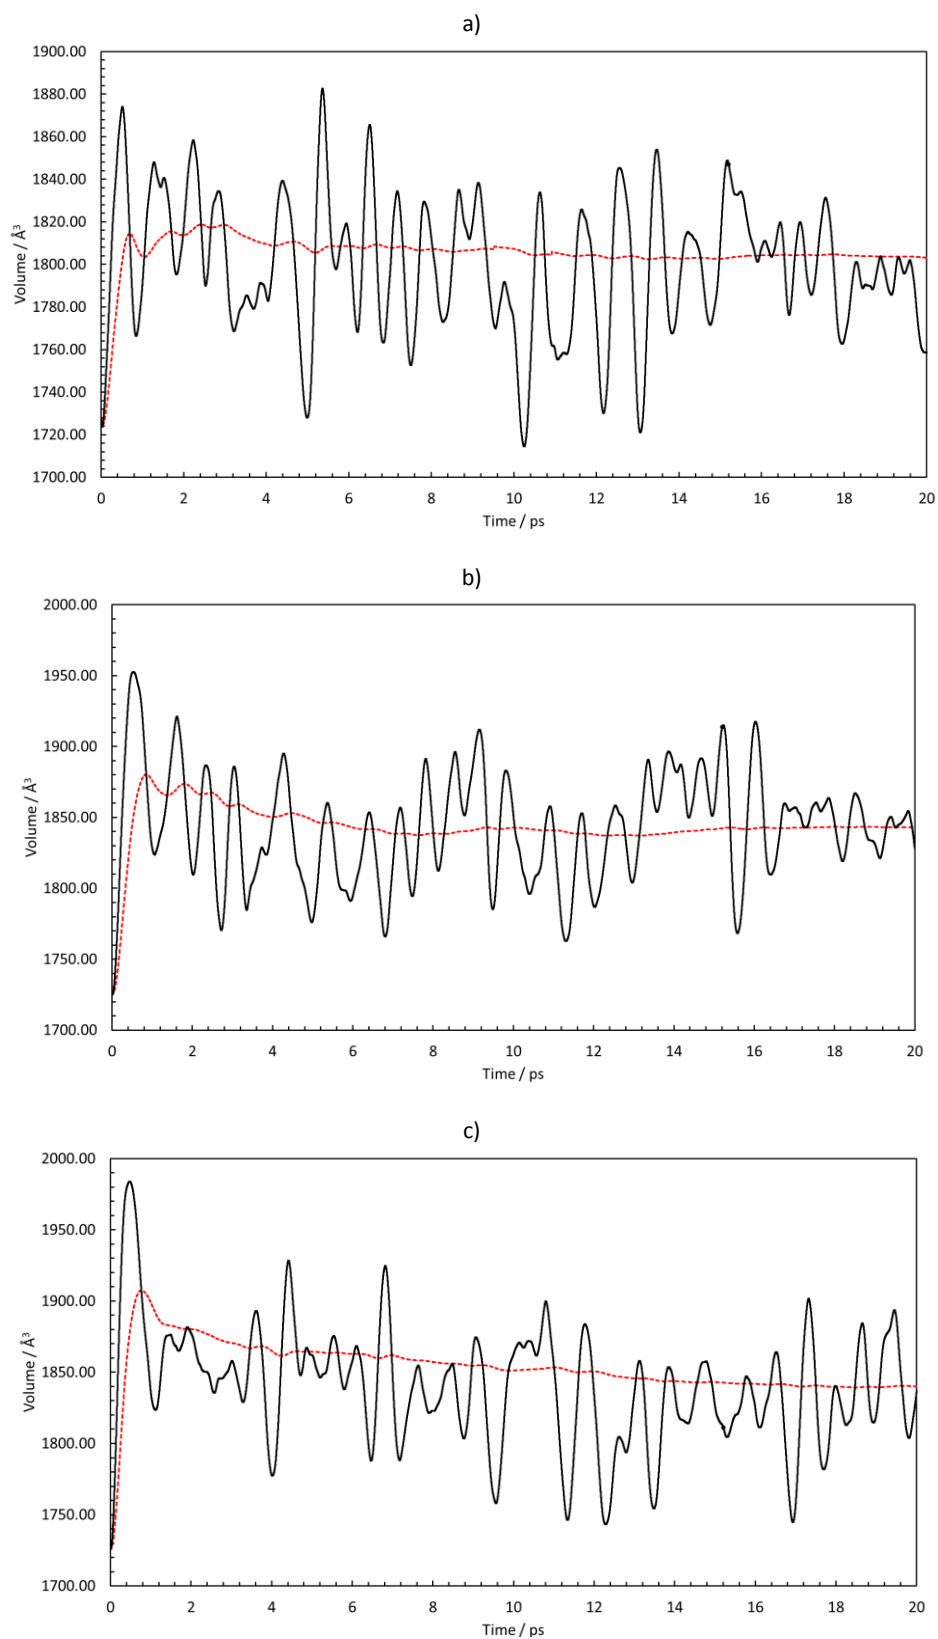 a)
1900.00
1880.00
1860.00
1840.00
1820.00
1800.00
1780.00
1760.00
1740.00
1720.00
1700.00
Volume / Å³
0 2 4 6 8 10 12 14 16 18 20
Time / ps
b)
2000.00
1950.00
1900.00
1850.00
1800.00
1750.00
1700.00
Volume / Å³
0 2 4 6 8 10 12 14 16 18 20
Time / ps
c)
2000.00
1950.00
1900.00
1850.00
1800.00
1750.00
1700.00
Volume / Å³
0 2 4 6 8 10 12 14 16 18 20
Time / ps